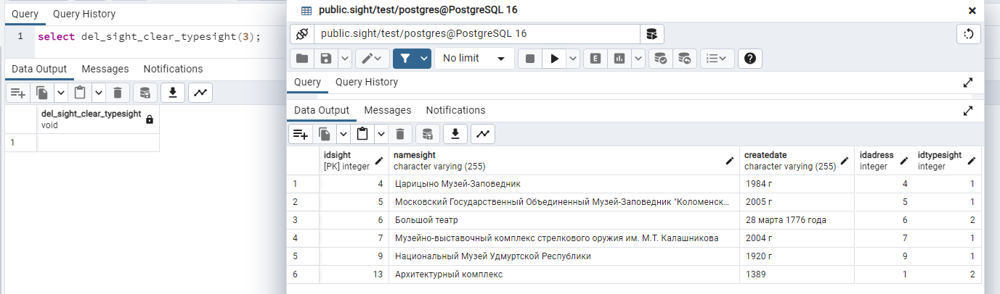 Query Query History
1 select del_sight_clear_typesight(3);
Data Output Messages Notifications
del_sight_clear_typesight
void
1
public.sight/test/postgres@PostgreSQL 16
public.sight/test/postgres@PostgreSQL 16
No limit
E
Query Query History
Data Output Messages Notifications
idsight namesight createdate idadress idtypesight
[PK] integer character varying (255) character varying (255) integer integer
1 4 Царицыно Музей-Заповедник 1984 г 4 1
2 5 Московский Государственный Объединенный Музей-Заповедник "Коломенск... 2005 г 5 1
3 6 Большой театр 28 марта 1776 года 6 2
4 7 Музейно-выставочный комплекс стрелкового оружия им. М.Т. Калашникова 2004 г 7 1
5 9 Национальный Музей Удмуртской Республики 1920 г 9 1
6 13 Архитектурный комплекс 1389 1 2